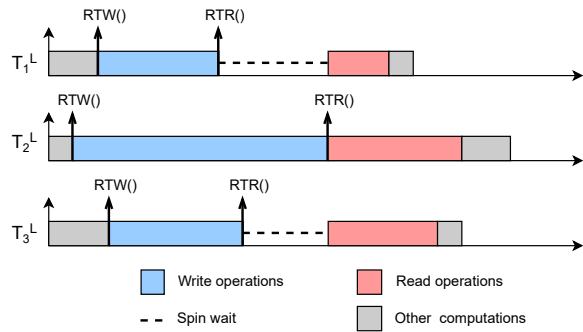 RTW() RTR()
T₁ᴸ
RTW() RTR()
T₂ᴸ
RTW() RTR()
T₃ᴸ
Write operations Read operations
Spin wait Other computations